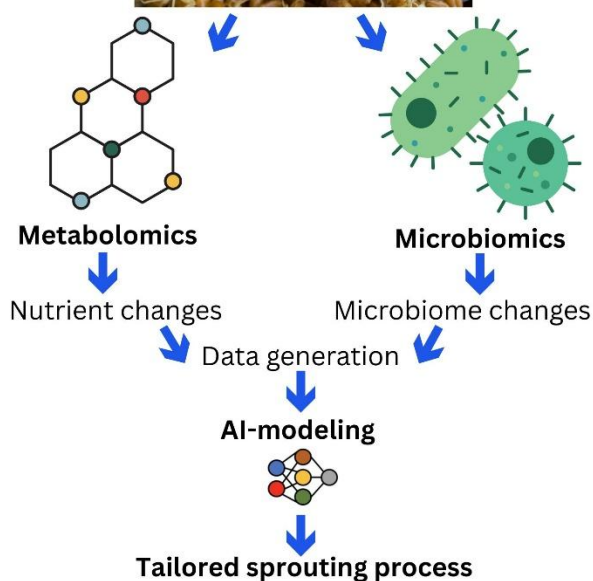 Metabolomics
Microbiomics
Nutrient changes
Microbiome changes
Data generation
AI-modeling
Tailored sprouting process